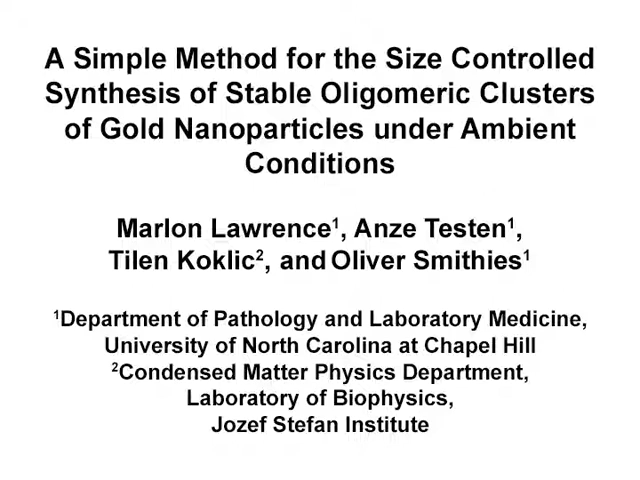 A Simple Method for the Size Controlled
Synthesis of Stable Oligomeric Clusters
of Gold Nanoparticles under Ambient
Conditions
Marlon Lawrence¹, Anze Testen¹,
Tilen Koklic², and Oliver Smithies¹
¹Department of Pathology and Laboratory Medicine,
University of North Carolina at Chapel Hill
²Condensed Matter Physics Department,
Laboratory of Biophysics,
Jozef Stefan Institute